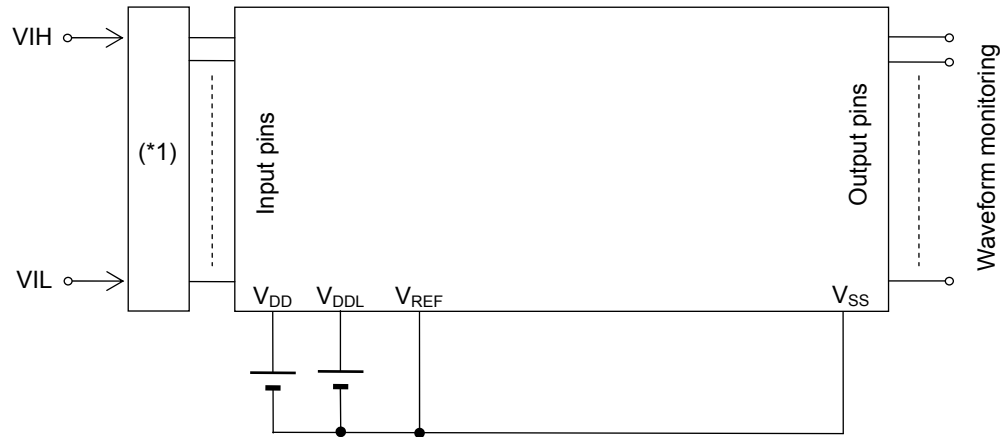 VIH
(*1)
VIL
Input pins
Output pins
Waveform monitoring
VDD
VDDL
VREF
VSS